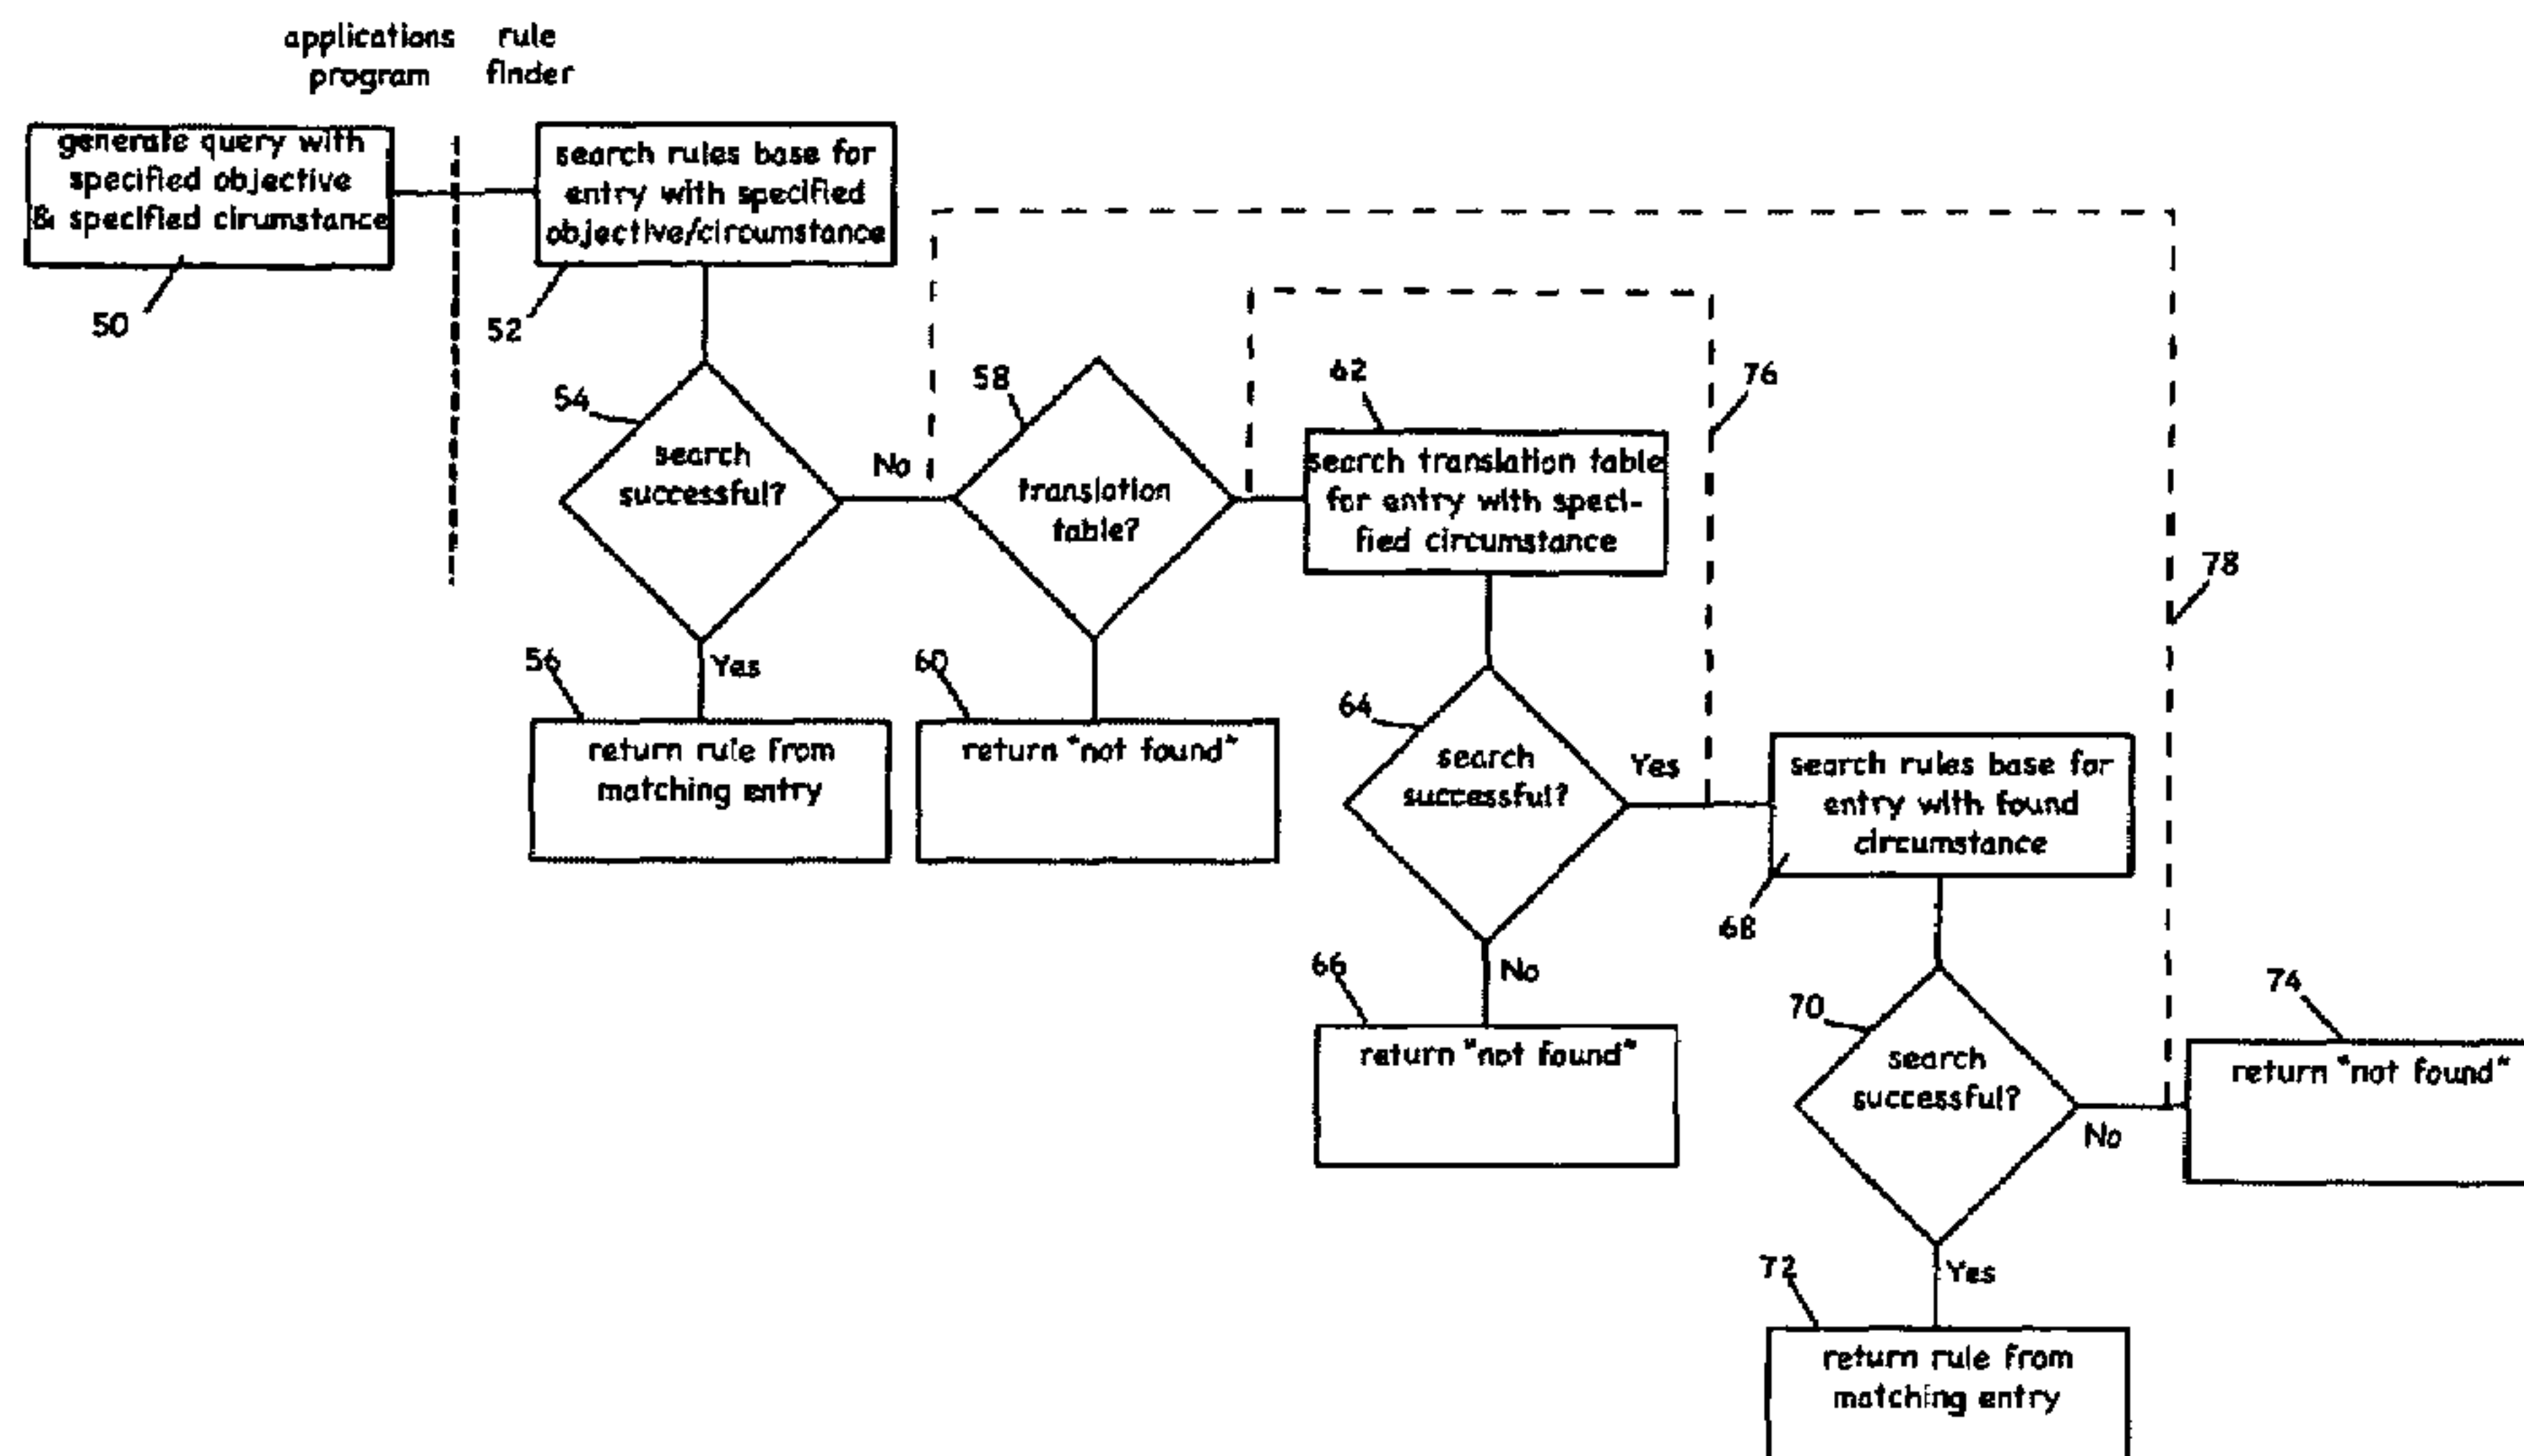 applications
program
rule
finder
generate query with
specified objective
& specified cirumstance
50
search rules base for
entry with specified
objective/circumstance
52
54
search
successful?
No
Yes
56
return rule from
matching entry
58
translation
table?
60
return "not found"
62
search translation table
for entry with speci-
fied circumstance
76
78
64
search
successful?
Yes
No
66
return "not found"
search rules base for
entry with found
circumstance
68
70
search
successful?
No
Yes
74
return "not found"
72
return rule from
matching entry